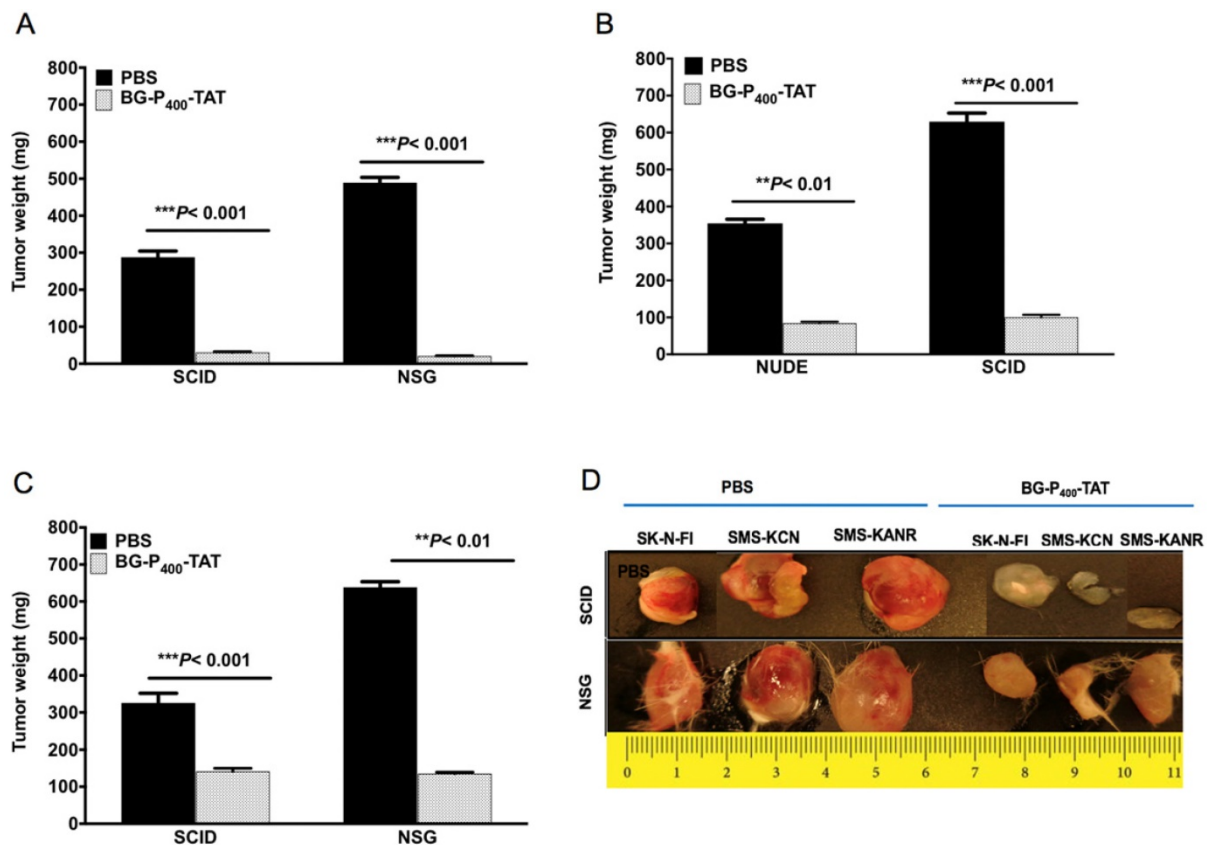 A
Tumor weight (mg)
800
700
600
500
400
300
200
100
0
PBS
BG-P400-TAT
***P< 0.001
***P< 0.001
SCID NSG
B
Tumor weight (mg)
800
700
600
500
400
300
200
100
0
PBS
BG-P400-TAT
**P< 0.01
***P< 0.001
NUDE SCID
C
Tumor weight (mg)
800
700
600
500
400
300
200
100
0
PBS
BG-P400-TAT
***P< 0.001
**P< 0.01
SCID NSG
D
PBS BG-P400-TAT
SK-N-FI SMS-KCN SMS-KANR SK-N-FI SMS-KCN SMS-KANR
PBS
SCID
NSG
0 1 2 3 4 5 6 7 8 9 10 11